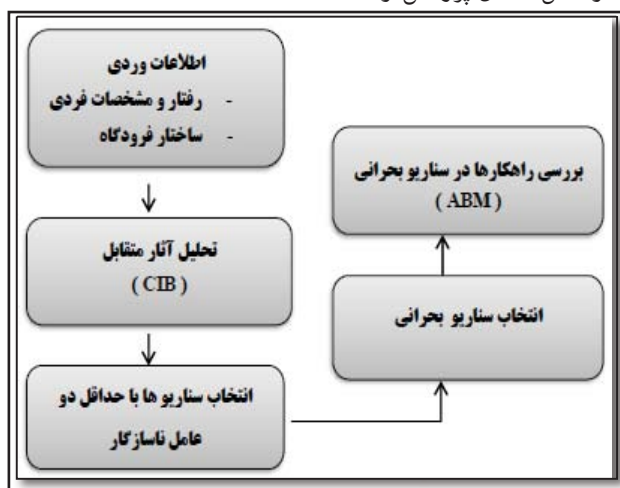 اطلاعات وردی
- رفتار و مشخصات فردی
- ساختار فرودگاه
تحلیل آثار متقابل
( CIB )
انتخاب سناریو ها با حداقل دو
عامل ناسازگار
انتخاب سناریو بحرانی
بررسی راهکارها در سناریو بحرانی
( ABM )